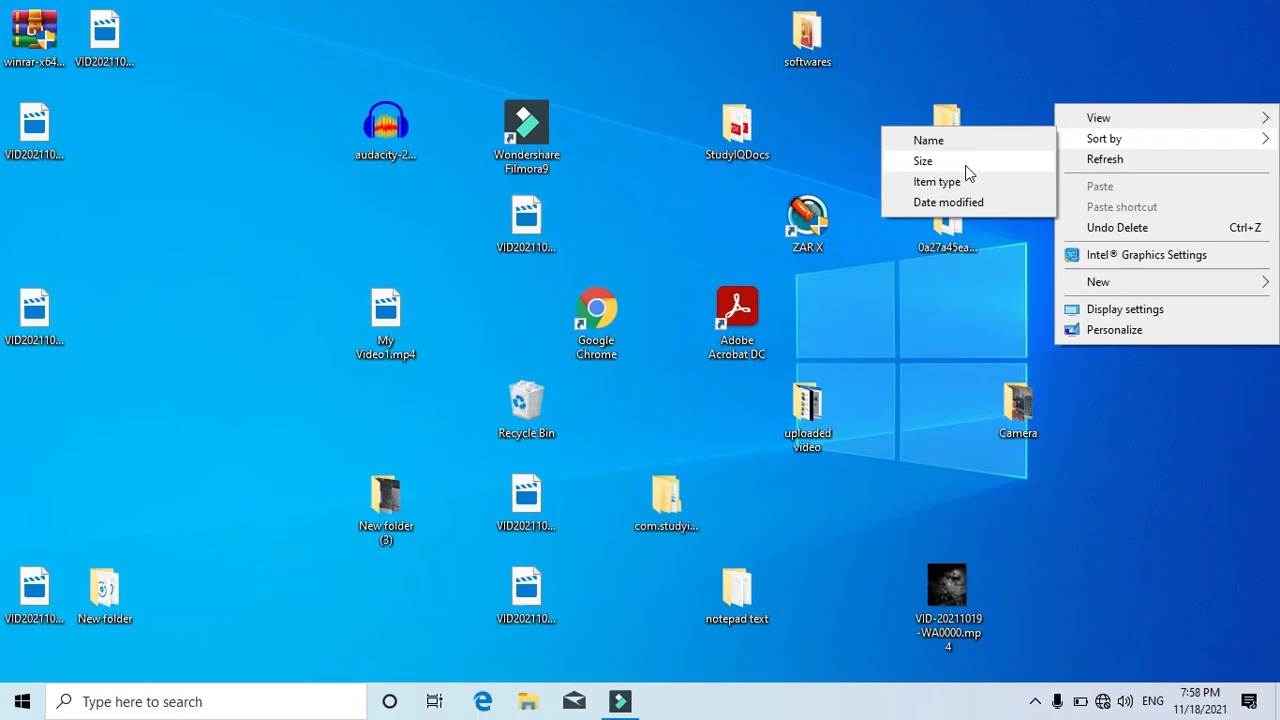 winrar-x64...
VID202110...
softwares
VID202110...
audacity-2...
Wondershare
Filmora9
StudyIQDocs
View
Sort by
Refresh
Paste
Paste shortcut
Undo Delete
Ctrl+Z
Intel® Graphics Settings
New
Display settings
Personalize
Name
Size
Item type
Date modified
VID202110...
ZAR X
0a27a45ea...
VID202110...
My
Video1.mp4
Google
Chrome
Adobe
Acrobat DC
Recycle Bin
uploaded
video
Camera
New folder
(3)
VID202110...
com.studyi...
VID202110...
New folder
VID202110...
notepad text
VID-20211019
-WA0000.mp
4
Type here to search
ENG
7:58 PM
11/18/2021